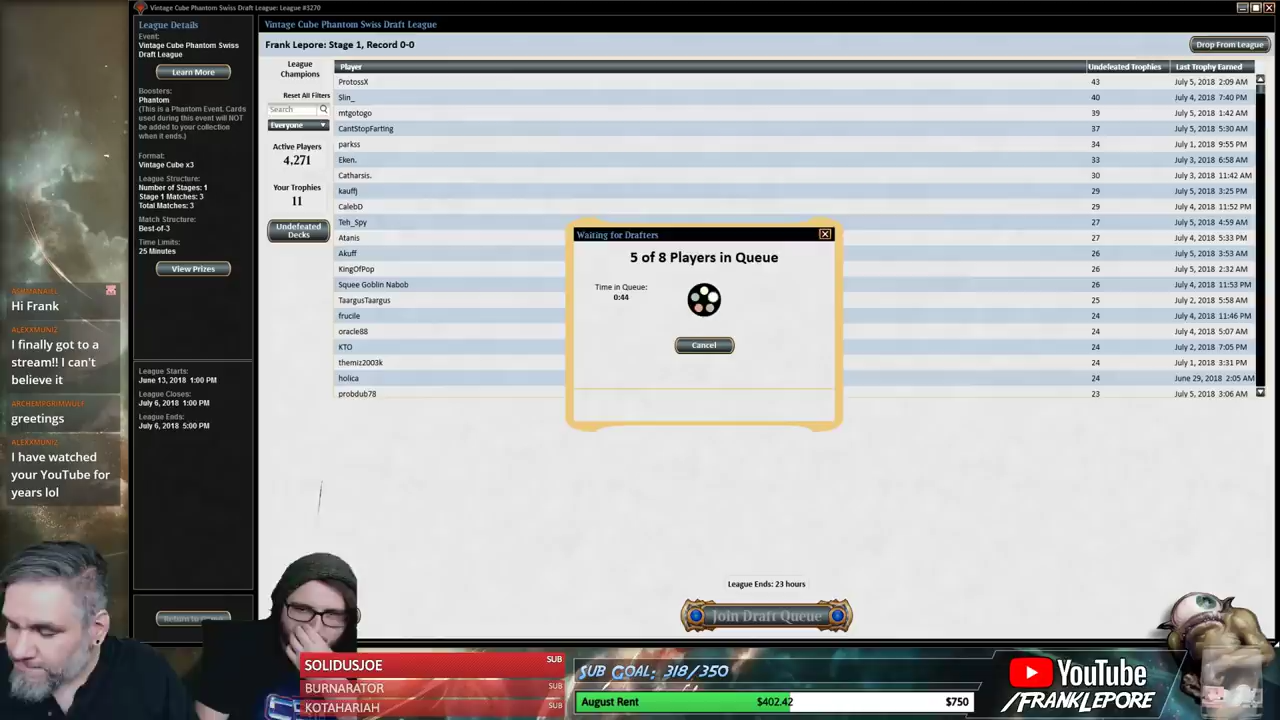 Vintage Cube Phantom Swiss Draft League: League #3270
League Details
Event:
Vintage Cube Phantom Swiss
Draft League
Learn More
Boosters:
Phantom
(This is a Phantom Event. Cards
used during this event will NOT
be added to your collection
when it ends.)
Format:
Vintage Cube x3
League Structure:
Number of Stages: 1
Stage 1 Matches: 3
Total Matches: 3
Match Structure:
Best-of-3
Time Limits:
25 Minutes
View Prizes
League Starts:
June 13, 2018 1:00 PM
League Closes:
July 6, 2018 1:00 PM
League Ends:
July 6, 2018 5:00 PM
Hi Frank
ALEXXMUNIZ
I finally got to a
stream!! I can't
believe it
greetings
ALEXXMUNIZ
I have watched
your YouTube for
years lol
Vintage Cube Phantom Swiss Draft League
Frank Lepore: Stage 1, Record 0-0
Drop From League
League
Champions
Reset All Filters
Search
Everyone
Active Players
4,271
Your Trophies
11
Undefeated
Decks
Player Undefeated Trophies Last Trophy Earned
ProtossX 43 July 5, 2018 2:09 AM
Slin_ 40 July 4, 2018 7:40 PM
mtgotogo 39 July 5, 2018 1:42 AM
CantStopFarting 37 July 5, 2018 5:30 AM
parkss 34 July 1, 2018 9:55 PM
Eken. 33 July 3, 2018 6:58 AM
Catharsis. 30 July 3, 2018 11:42 AM
kauffj 29 July 5, 2018 3:25 PM
CalebD 29 July 4, 2018 11:52 PM
Teh_Spy 27 July 5, 2018 4:59 AM
Atanis 27 July 4, 2018 5:33 PM
Akuff 26 July 5, 2018 3:53 AM
KingOfPop 26 July 5, 2018 2:32 AM
Squee Goblin Nabob 26 July 4, 2018 11:53 PM
TaargusTaargus 25 July 2, 2018 5:58 AM
frucile 24 July 4, 2018 11:46 PM
oracle88 24 July 4, 2018 5:07 AM
KTO 24 July 2, 2018 7:05 PM
themiz2003k 24 July 1, 2018 3:31 PM
holica 24 June 29, 2018 2:05 AM
probdub78 23 July 5, 2018 3:06 AM
Waiting for Drafters
5 of 8 Players in Queue
Time in Queue:
0:44
Cancel
League Ends: 23 hours
Join Draft Queue
SOLIDUSJOE SUB
BURNARATOR SUB
KOTAHARIAH SUB
SUB GOAL: 318/350
August Rent $402.42 $750
YouTube
/FRANKLEPORE